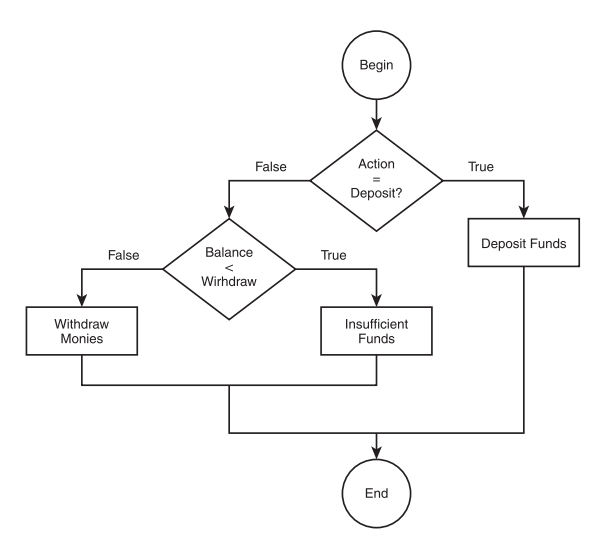 Begin
Action
=
Deposit?
False
True
Deposit Funds
Balance
<
Wirhdraw
False
True
Withdraw
Monies
Insufficient
Funds
End